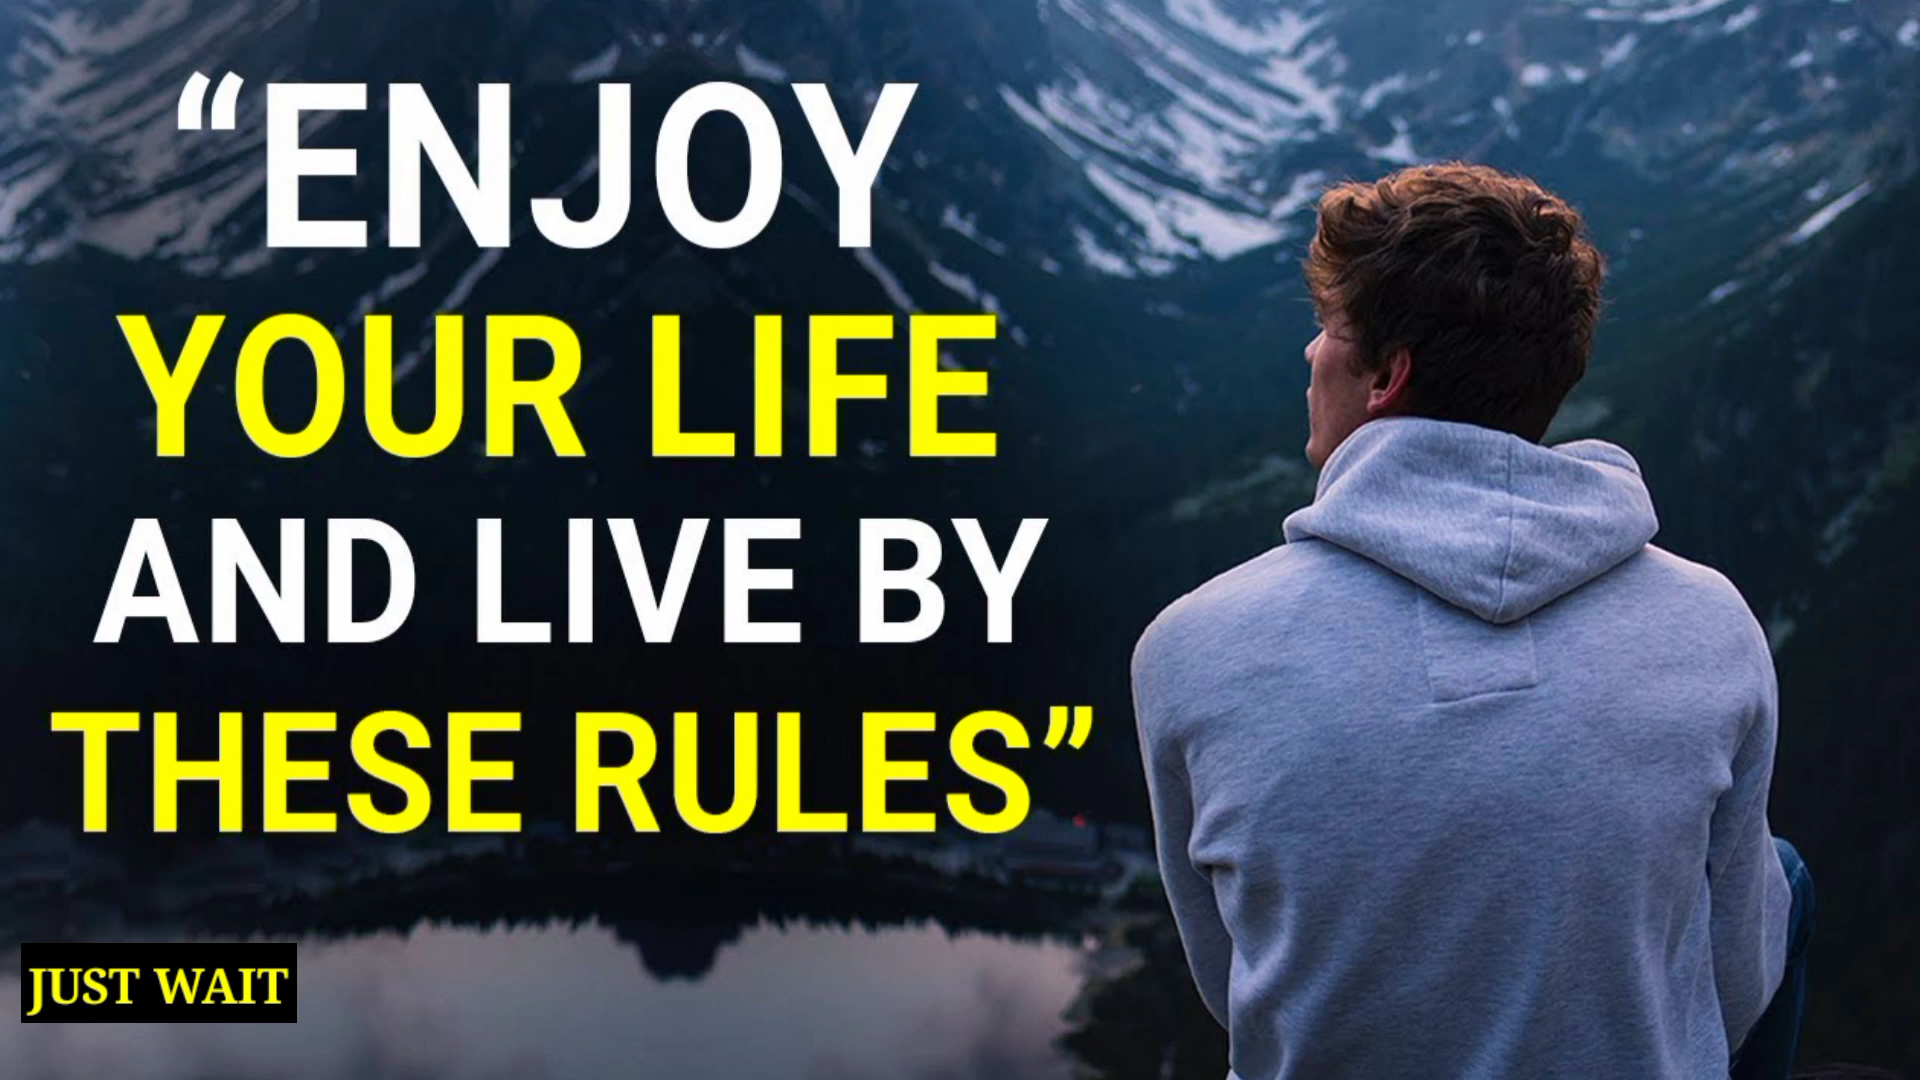 “ENJOY
YOUR LIFE
AND LIVE BY
THESE RULES”
JUST WAIT